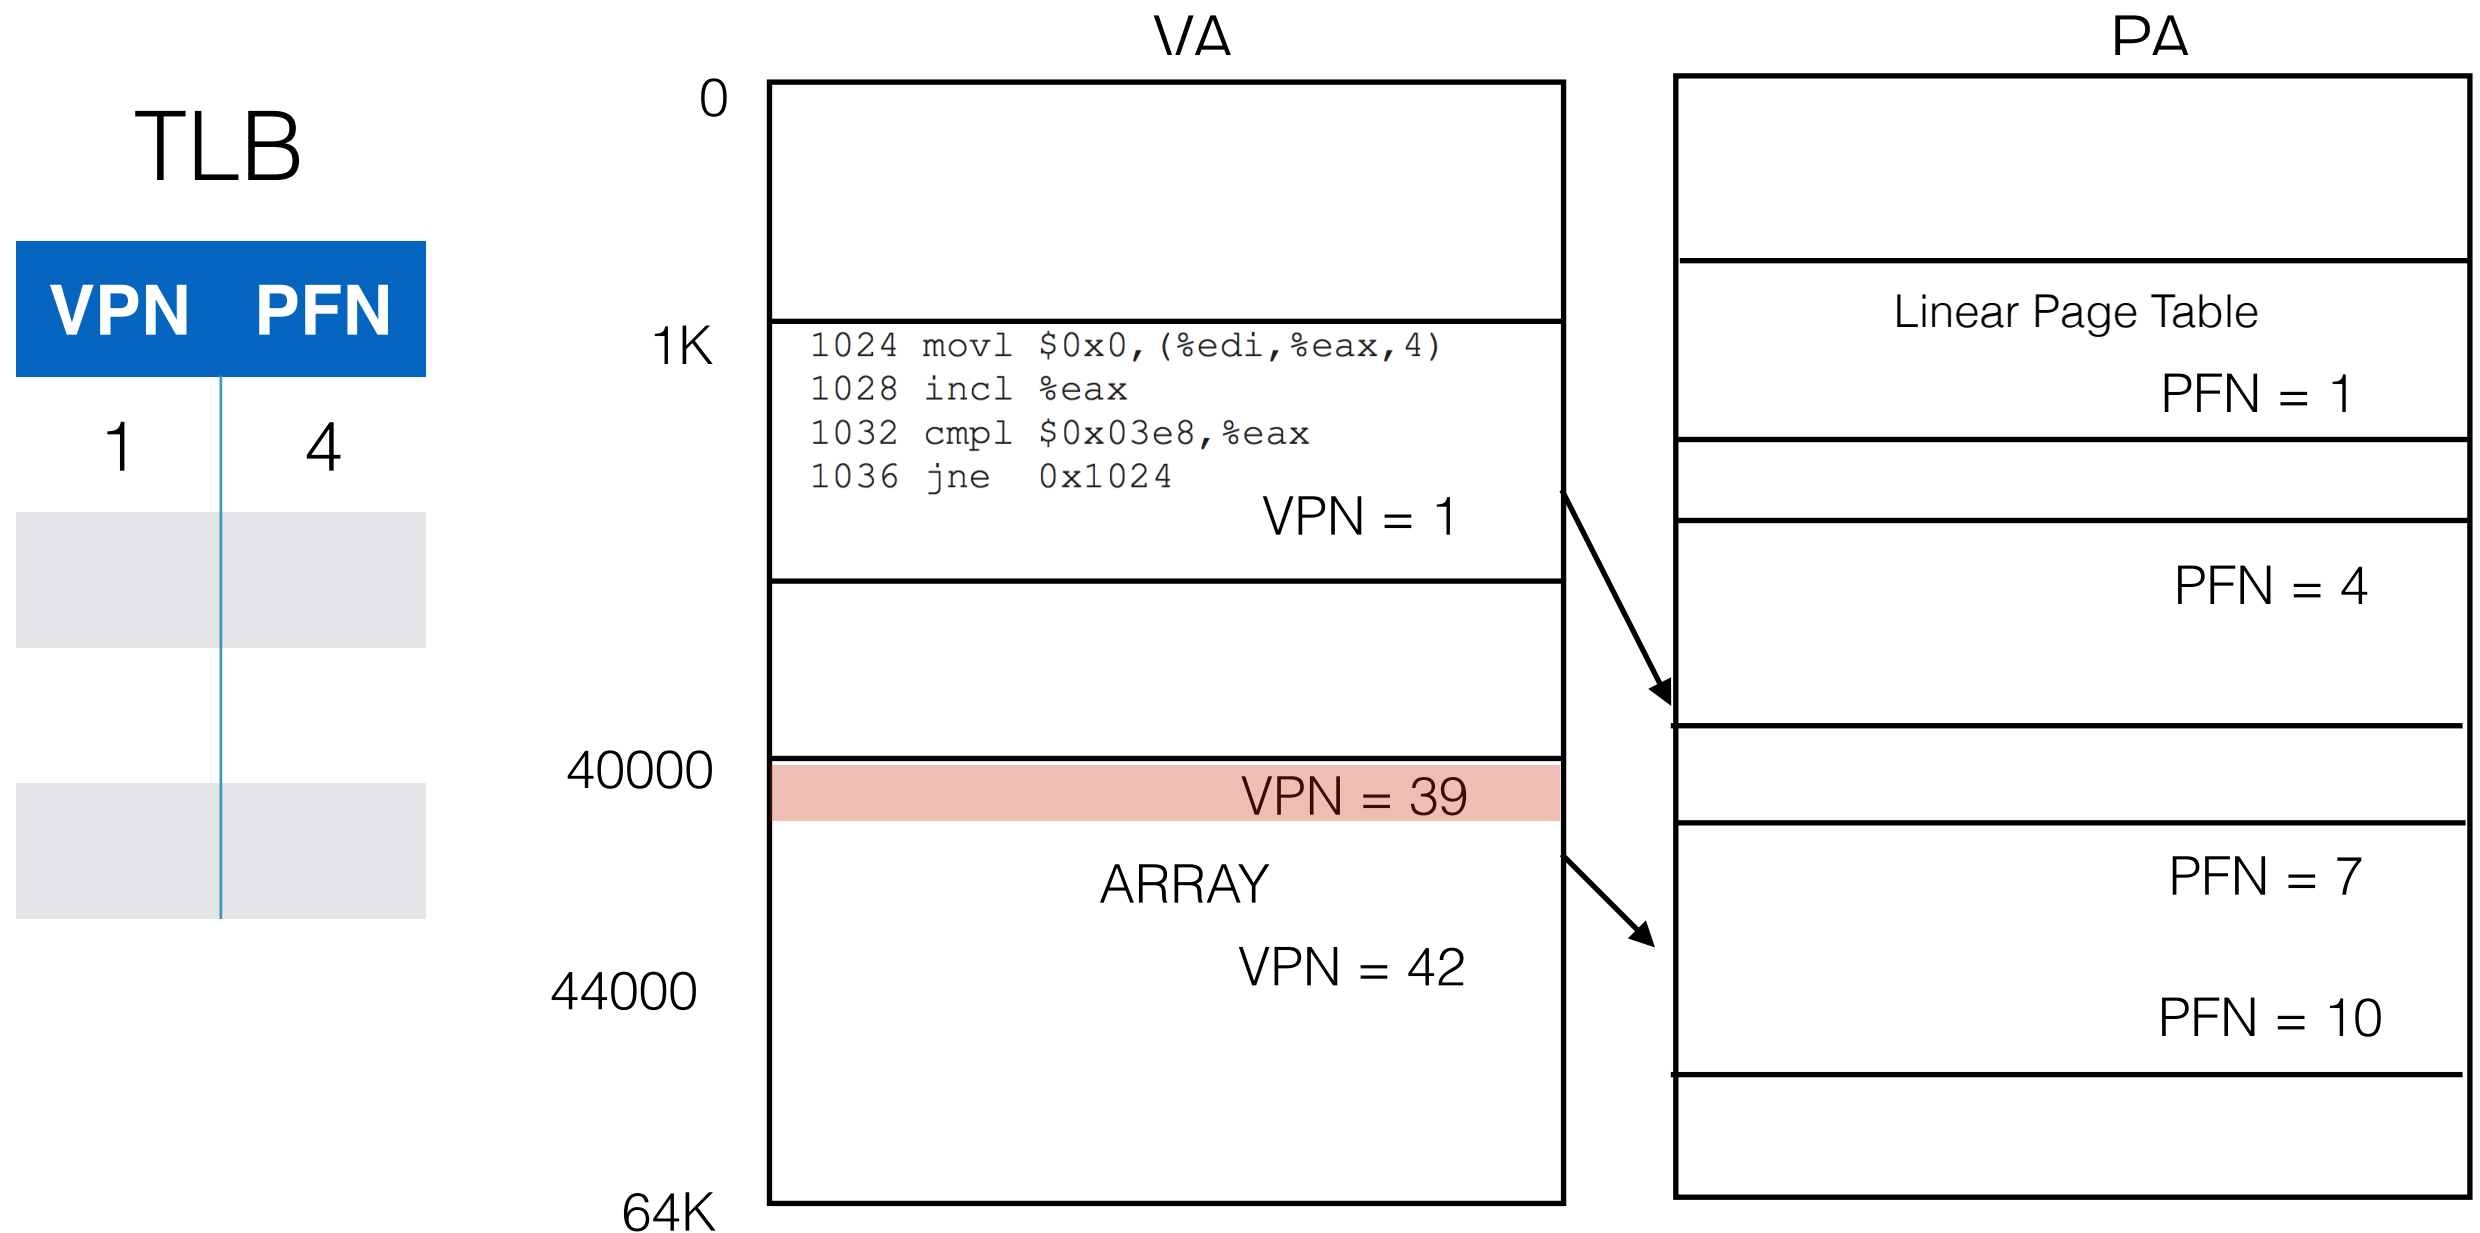 VA
PA
0
TLB
VPN PFN
1 4
1K
1024 movl $0x0,(%edi,%eax,4)
1028 incl %eax
1032 cmpl $0x03e8,%eax
1036 jne 0x1024
VPN = 1
Linear Page Table
PFN = 1
PFN = 4
40000
VPN = 39
ARRAY
VPN = 42
44000
64K
PFN = 7
PFN = 10